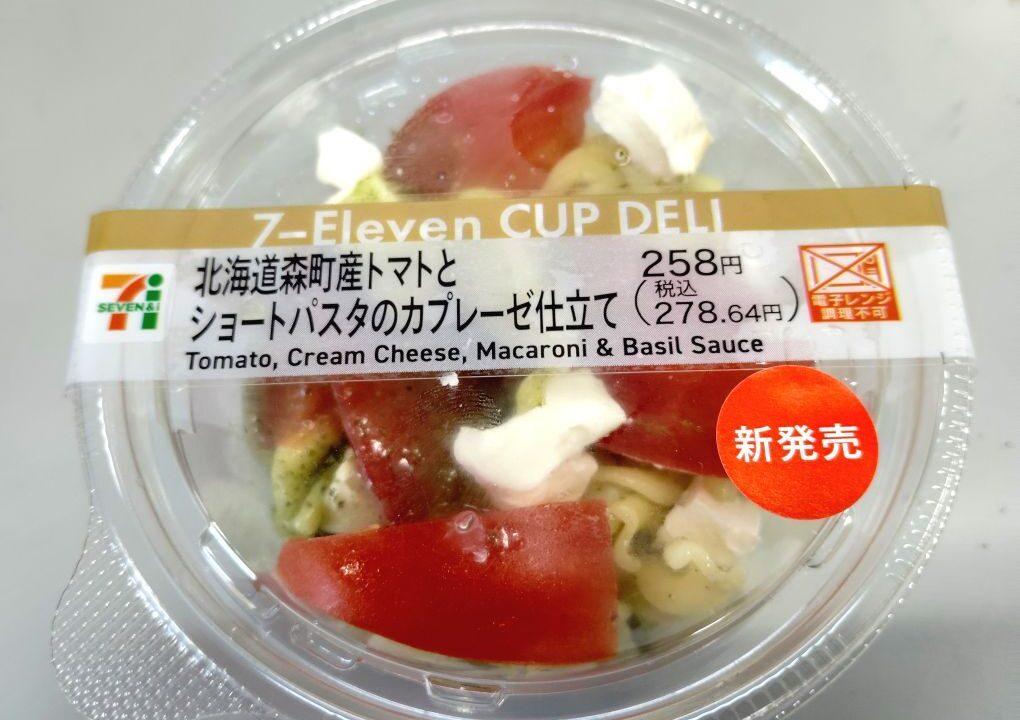 7-Eleven CUP DELI
SEVEN&i
北海道森町産トマトと
ショートパスタのカプレーゼ仕立て
258円
(税込
278.64円)
Tomato, Cream Cheese, Macaroni & Basil Sauce
電子レンジ
調理不可
新発売